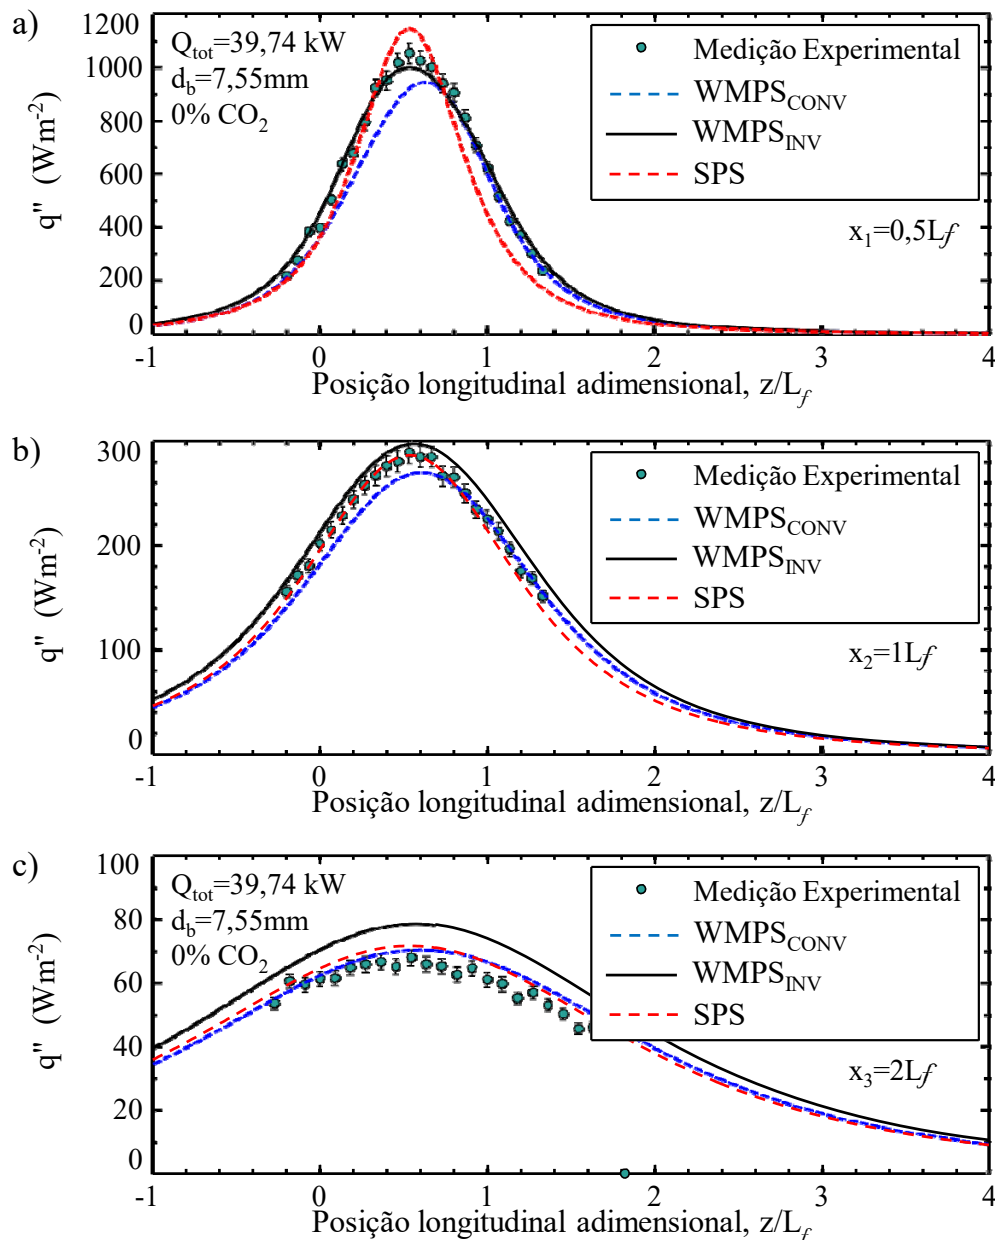 a)
1200
1000
800
600
400
200
0
q" (Wm-2)
Qtot=39,74 kW
db=7,55mm
0% CO2
Medição Experimental
WMPSCONV
WMPSINV
SPS
x1=0,5Lf
-1 0 1 2 3 4
Posição longitudinal adimensional, z/Lf
b)
300
200
100
0
q" (Wm-2)
Medição Experimental
WMPSCONV
WMPSINV
SPS
x2=1Lf
-1 0 1 2 3 4
Posição longitudinal adimensional, z/Lf
c)
100
80
60
40
20
0
q" (Wm-2)
Qtot=39,74 kW
db=7,55mm
0% CO2
Medição Experimental
WMPSCONV
WMPSINV
SPS
x3=2Lf
-1 0 1 2 3 4
Posição longitudinal adimensional, z/Lf